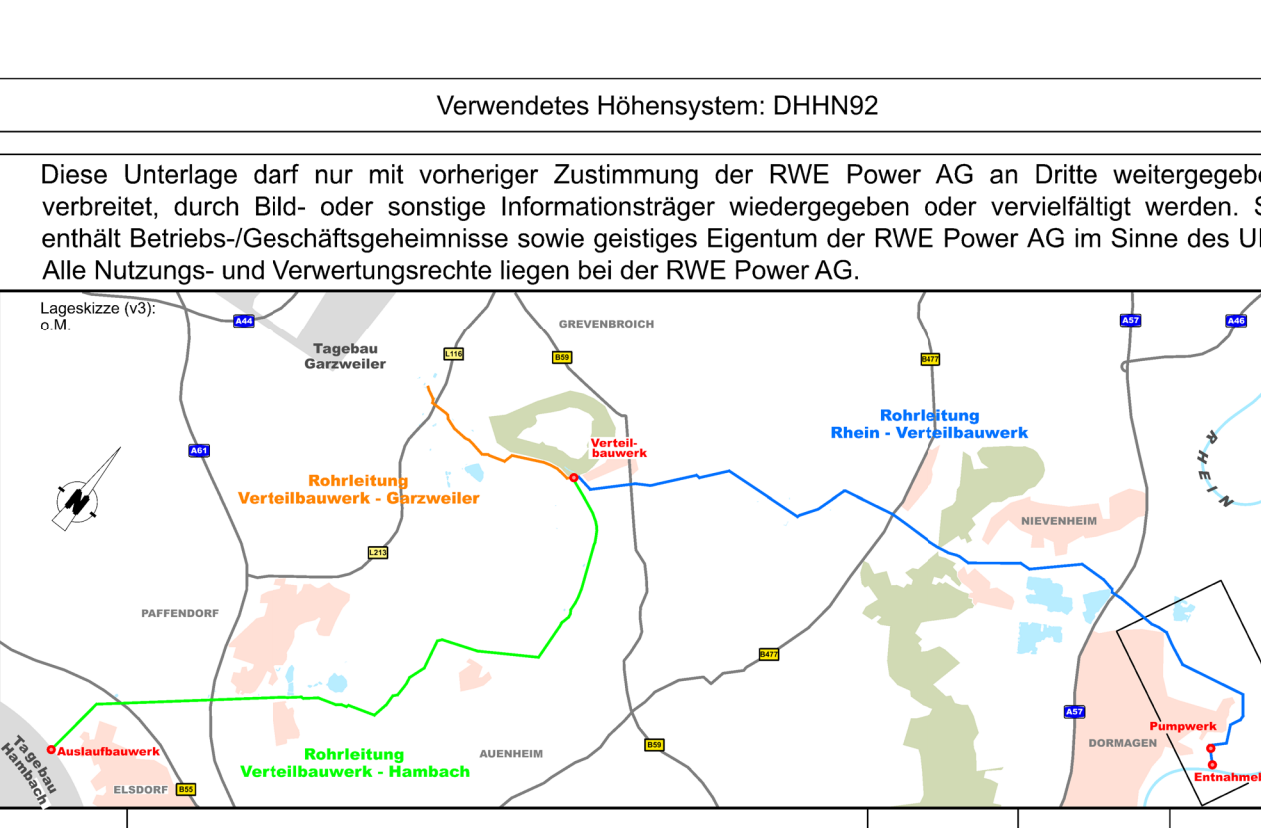 Verwendetes Höhensystem: DHHN92
Diese Unterlage darf nur mit vorheriger Zustimmung der RWE Power AG an Dritte weitergegebe
verbreitet, durch Bild- oder sonstige Informationsträger wiedergegeben oder vervielfältigt werden. S
enthält Betriebs-/Geschäftsgeheimnisse sowie geistiges Eigentum der RWE Power AG im Sinne des U
Alle Nutzungs- und Verwertungsrechte liegen bei der RWE Power AG.
Lageskizze (v3):
o.M.
A44
GREVENBROICH
A57
A46
Tagebau
Garzweiler
L116
B59
B477
Rohrleitung
Rhein - Verteilbauwerk
RHEIN
Verteil-
bauwerk
A61
N
Rohrleitung
Verteilbauwerk - Garzweiler
NIEVENHEIM
L213
PAFFENDORF
B477
A57
Pumpwerk
DORMAGEN
Auslaufbauwerk
Tagebau
Hambach
Rohrleitung
Verteilbauwerk - Hambach
AUENHEIM
B59
Entnahme
ELSDORF
B55